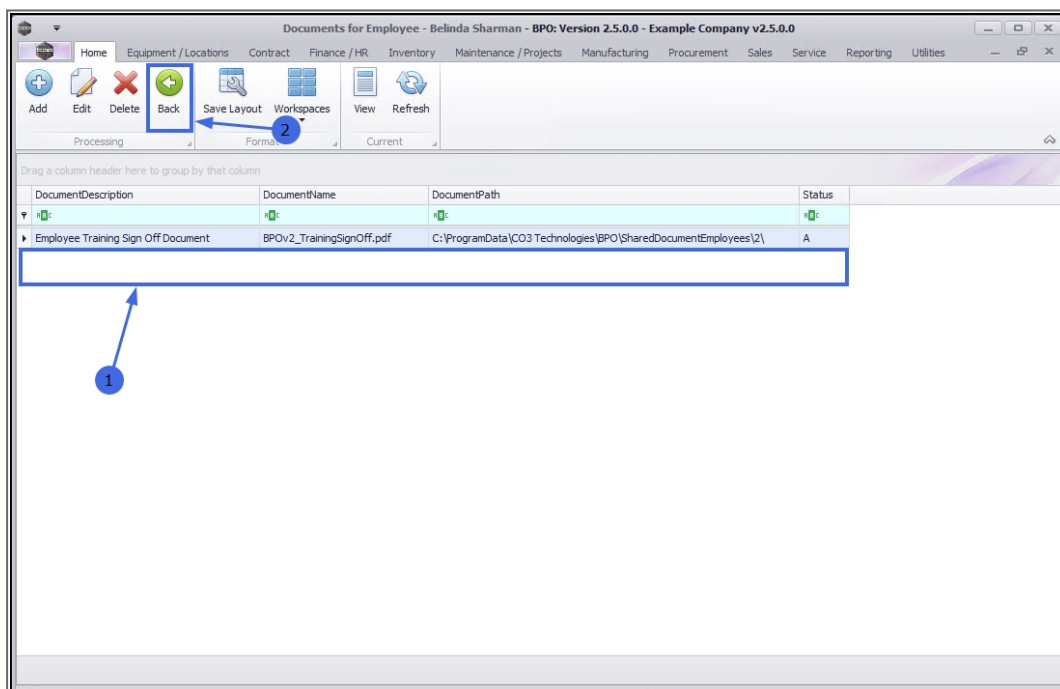 Documents for Employee - Belinda Sharman - BPO: Version 2.5.0.0 - Example Company v2.5.0.0
Home Equipment / Locations Contract Finance / HR Inventory Maintenance / Projects Manufacturing Procurement Sales Service Reporting Utilities
Add Edit Delete Back Save Layout Workspaces View Refresh
2
Processing Format Current
Drag a column header here to group by that column
DocumentDescription DocumentName DocumentPath Status
Employee Training Sign Off Document BPOv2_TrainingSignOff.pdf C:\ProgramData\CO3 Technologies\BPO\SharedDocumentEmployees\2\ A
1